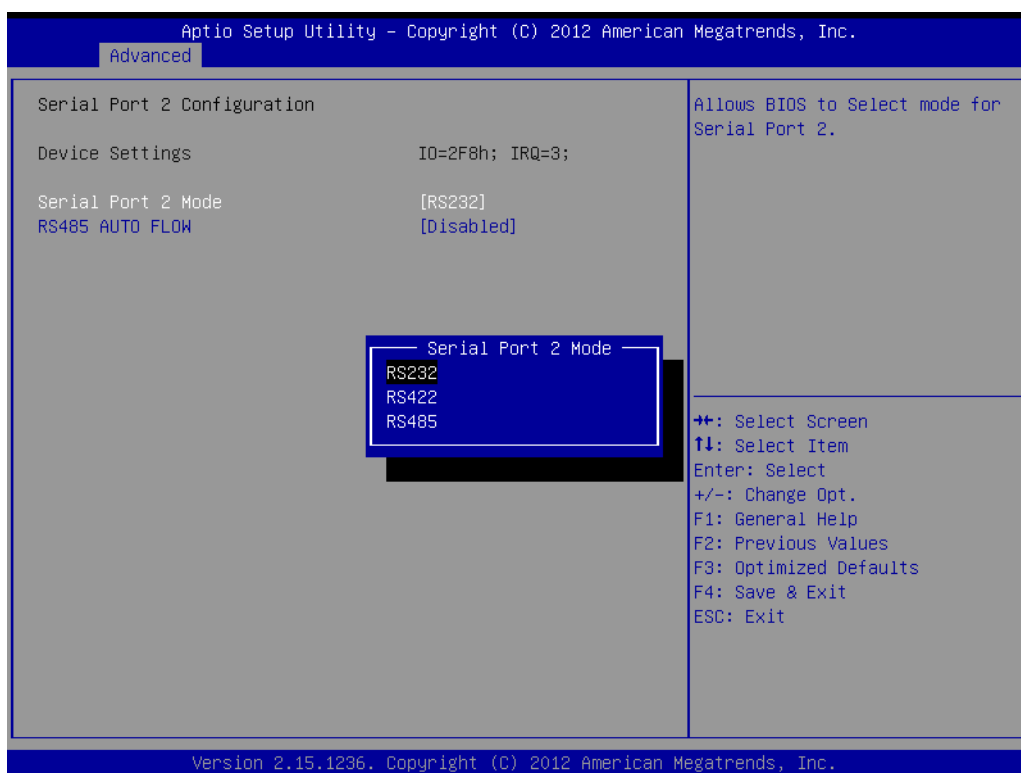 Aptio Setup Utility – Copyright (C) 2012 American Megatrends, Inc.
Advanced
Serial Port 2 Configuration
Device Settings IO=2F8h; IRQ=3;
Serial Port 2 Mode [RS232]
RS485 AUTO FLOW [Disabled]
Serial Port 2 Mode
RS232
RS422
RS485
Allows BIOS to Select mode for
Serial Port 2.
→←: Select Screen
↑↓: Select Item
Enter: Select
+/-: Change Opt.
F1: General Help
F2: Previous Values
F3: Optimized Defaults
F4: Save & Exit
ESC: Exit
Version 2.15.1236. Copyright (C) 2012 American Megatrends, Inc.